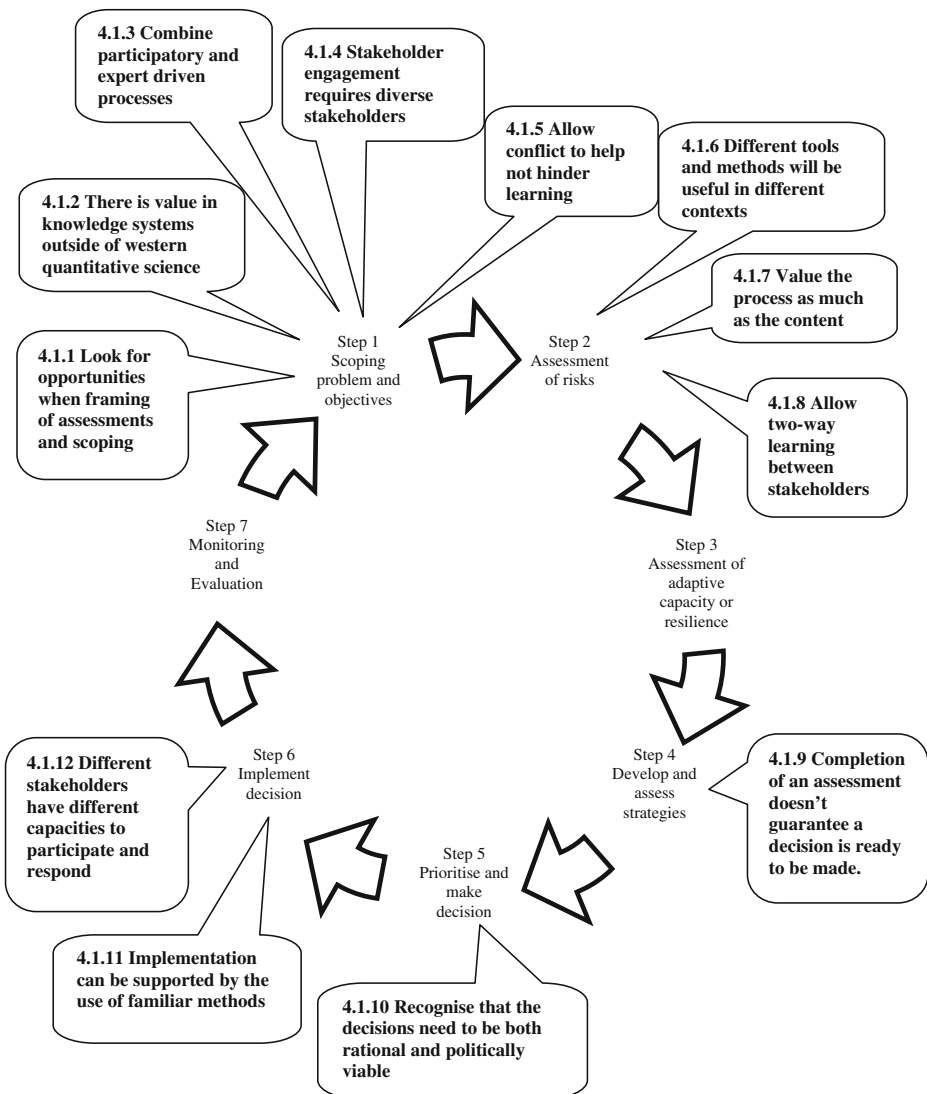 4.1.3 Combine
participatory and
expert driven
processes
4.1.4 Stakeholder
engagement
requires diverse
stakeholders
4.1.5 Allow
conflict to help
not hinder
learning
4.1.6 Different tools
and methods will be
useful in different
contexts
4.1.2 There is value in
knowledge systems
outside of western
quantitative science
4.1.7 Value the
process as much
as the content
4.1.1 Look for
opportunities
when framing
of assessments
and scoping
Step 1
Scoping
problem and
objectives
Step 2
Assessment
of risks
4.1.8 Allow
two-way
learning
between
stakeholders
Step 7
Monitoring
and
Evaluation
Step 3
Assessment of
adaptive
capacity or
resilience
4.1.12 Different
stakeholders
have different
capacities to
participate and
respond
Step 6
Implement
decision
Step 4
Develop and
assess
strategies
4.1.9 Completion
of an assessment
doesn't
guarantee a
decision is ready
to be made.
Step 5
Prioritise and
make
decision
4.1.11 Implementation
can be supported by the
use of familiar methods
4.1.10 Recognise that the
decisions need to be both
rational and politically
viable